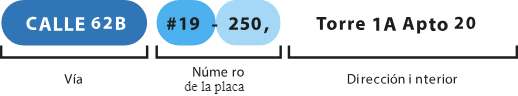 CALLE 62B #19 - 250, Torre 1A Apto 20
Vía Núme ro Dirección i nterior
de la placa